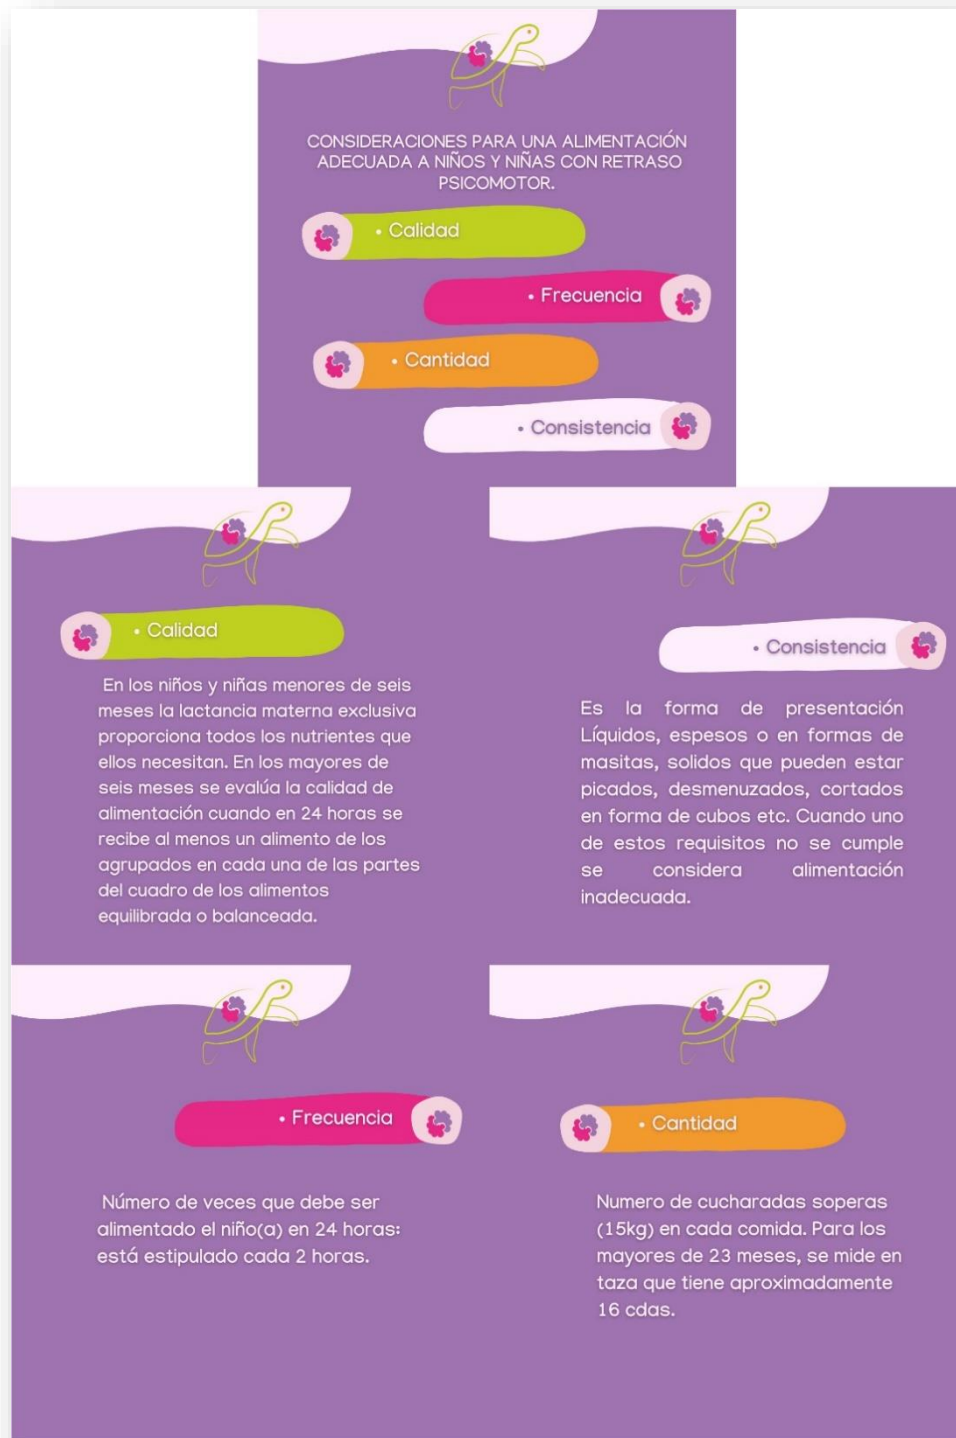 CONSIDERACIONES PARA UNA ALIMENTACIÓN
ADECUADA A NIÑOS Y NIÑAS CON RETRASO
PSICOMOTOR.
• Calidad
• Frecuencia
• Cantidad
• Consistencia
• Calidad
En los niños y niñas menores de seis
meses la lactancia materna exclusiva
proporciona todos los nutrientes que
ellos necesitan. En los mayores de
seis meses se evalúa la calidad de
alimentación cuando en 24 horas se
recibe al menos un alimento de los
agrupados en cada una de las partes
del cuadro de los alimentos
equilibrada o balanceada.
• Consistencia
Es la forma de presentación
Líquidos, espesos o en formas de
masitas, solidos que pueden estar
picados, desmenuzados, cortados
en forma de cubos etc. Cuando uno
de estos requisitos no se cumple
se considera alimentación
inadecuada.
• Frecuencia
Número de veces que debe ser
alimentado el niño(a) en 24 horas:
está estipulado cada 2 horas.
• Cantidad
Numero de cucharadas soperas
(15kg) en cada comida. Para los
mayores de 23 meses, se mide en
taza que tiene aproximadamente
16 cdas.